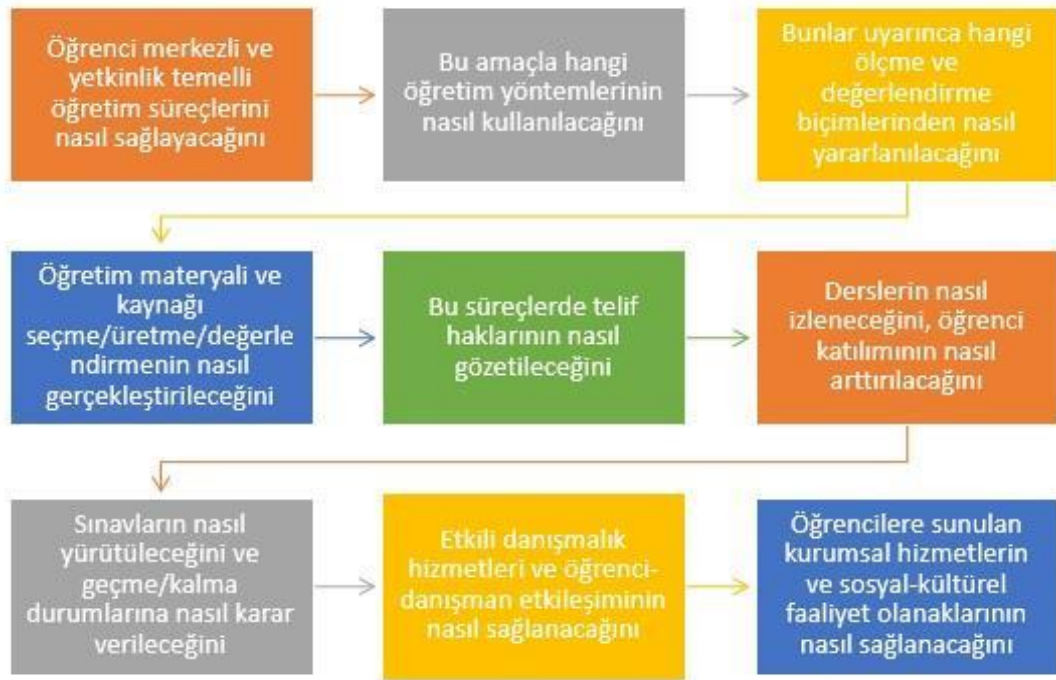 Öğrenci merkezli ve
yetkinlik temelli
öğretim süreçlerini
nasıl sağlayacağını
Bu amaçla hangi
öğretim yöntemlerinin
nasıl kullanılacağını
Bunlar uyarınca hangi
ölçme ve
değerlendirme
biçimlerinden nasıl
yararlanılacağını
Öğretim materyali ve
kaynağı
seçme/üretme/değerle
ndirmenin nasıl
gerçekleştirileceğini
Bu süreçlerde telif
haklarının nasıl
gözetileceğini
Derslerin nasıl
izleneceğini, öğrenci
katılımının nasıl
arttırılacağını
Sınavların nasıl
yürütüleceğini ve
geçme/kalma
durumlarına nasıl karar
verileceğini
Etkili danışmalık
hizmetleri ve öğrenci-
danışman etkileşiminin
nasıl sağlanacağını
Öğrencilere sunulan
kurumsal hizmetlerin
ve sosyal-kültürel
faaliyet olanaklarının
nasıl sağlanacağını